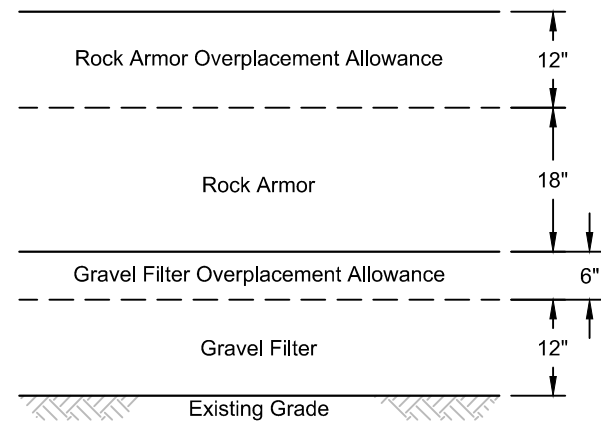 Rock Armor Overplacement Allowance
12"
Rock Armor
18"
Gravel Filter Overplacement Allowance
6"
Gravel Filter
12"
Existing Grade